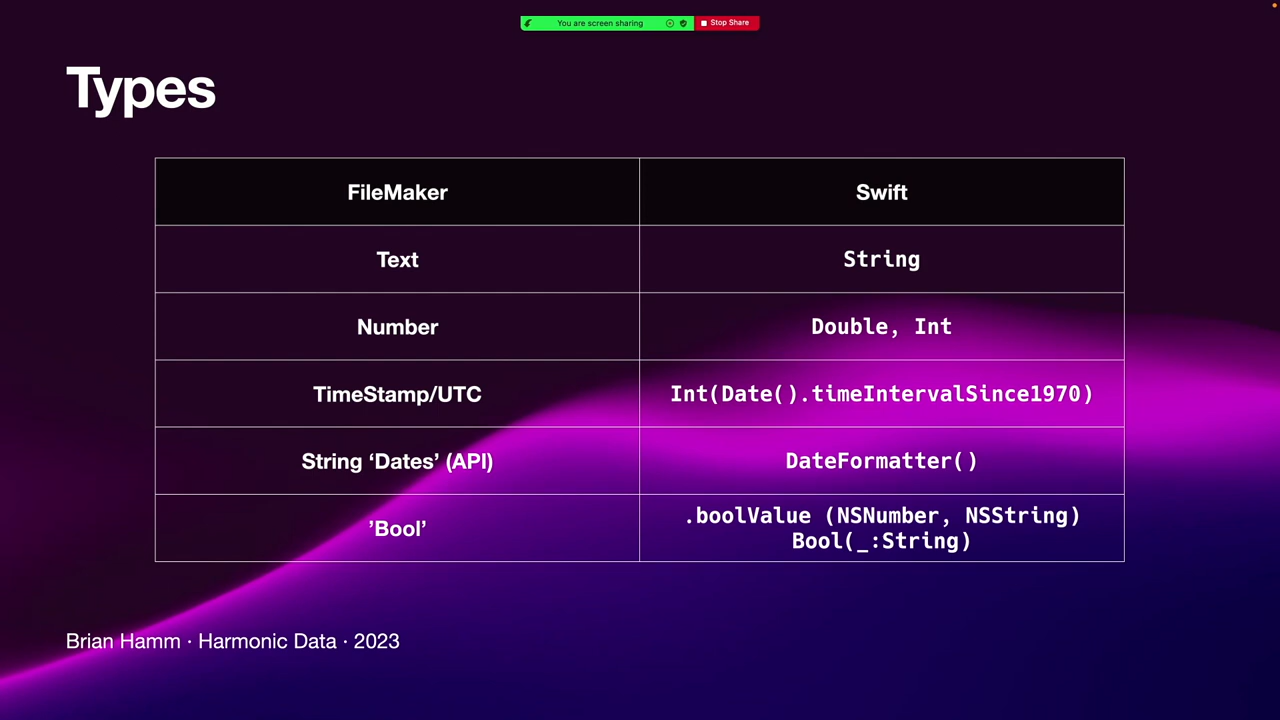 You are screen sharing
Stop Share
Types
FileMaker
Swift
Text
String
Number
Double, Int
TimeStamp/UTC
Int(Date().timeIntervalSince1970)
String ‘Dates’ (API)
DateFormatter()
’Bool’
.boolValue (NSNumber, NSString)
Bool(_:String)
Brian Hamm · Harmonic Data · 2023